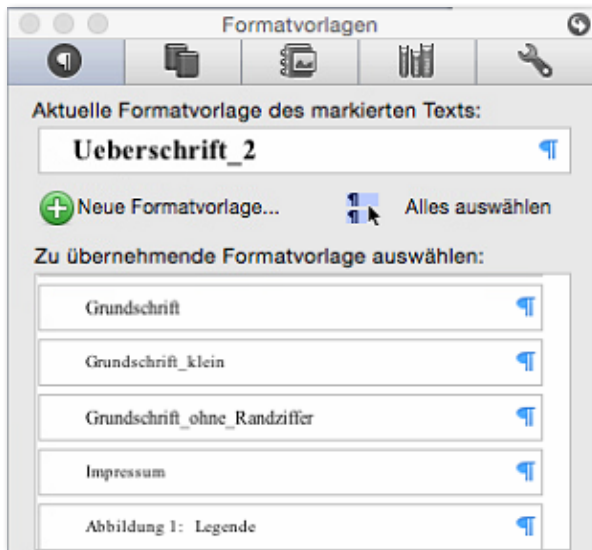 Formatvorlagen
Aktuelle Formatvorlage des markierten Texts:
Ueberschrift_2
Neue Formatvorlage... Alles auswählen
Zu übernehmende Formatvorlage auswählen:
Grundschrift
Grundschrift_klein
Grundschrift_ohne_Randziffer
Impressum
Abbildung 1: Legende